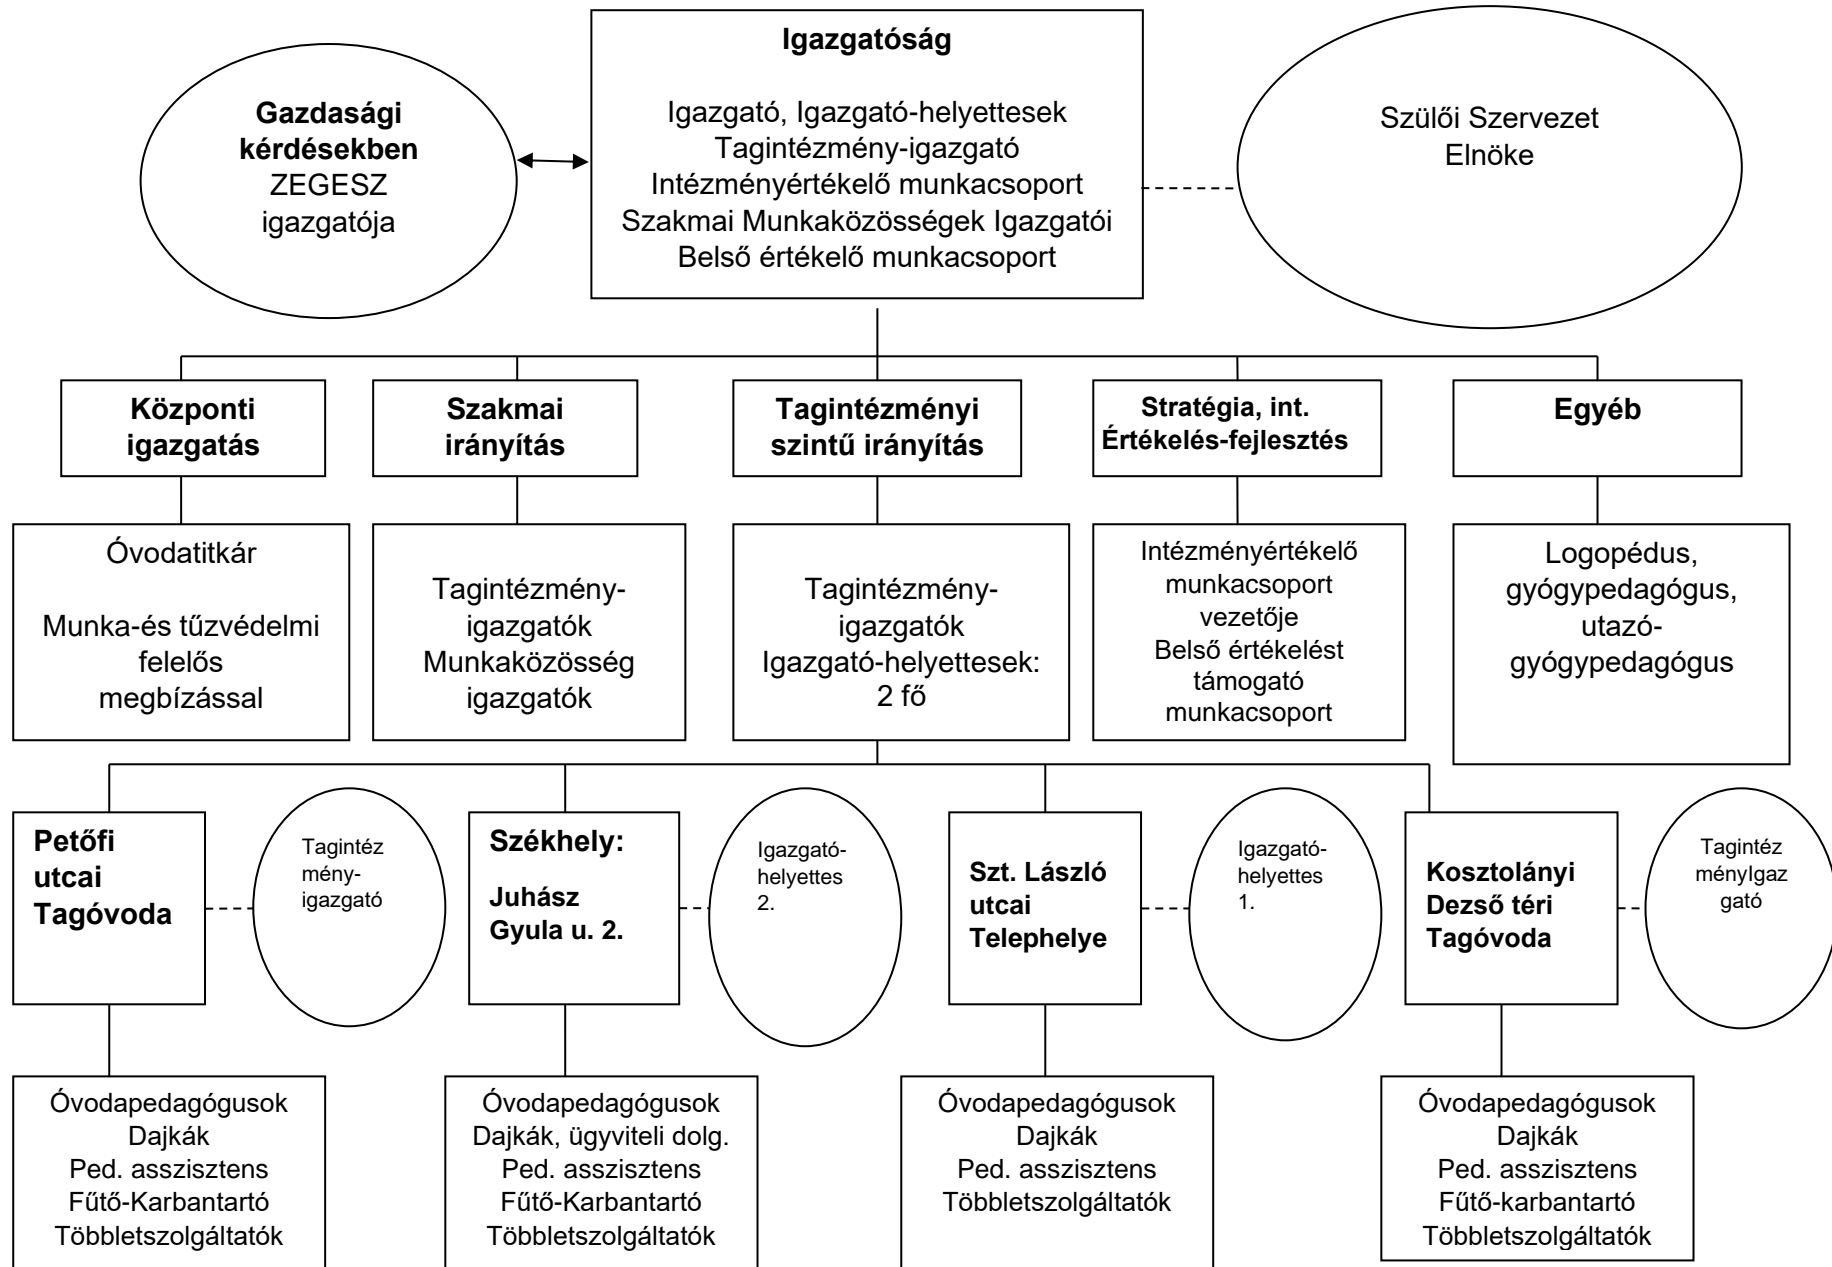 Igazgatóság
Igazgató, Igazgató-helyettesek
Tagintézmény-igazgató
Intézményértékelő munkacsoport
Szakmai Munkaközösségek Igazgatói
Belső értékelő munkacsoport
Gazdasági
kérdésekben
ZEGESZ
igazgatója
Szülői Szervezet
Elnöke
Központi
igazgatás
Szakmai
irányítás
Tagintézményi
szintű irányítás
Stratégia, int.
Értékelés-fejlesztés
Egyéb
Óvodatitkár
Munka-és tűzvédelmi
felelős
megbízással
Tagintézmény-
igazgatók
Munkaközösség
igazgatók
Tagintézmény-
igazgatók
Igazgató-helyettesek:
2 fő
Intézményértékelő
munkacsoport
vezetője
Belső értékelést
támogató
munkacsoport
Logopédus,
gyógypedagógus,
utazó-
gyógypedagógus
Petőfi
utcai
Tagóvoda
Tagintéz
mény-
igazgató
Székhely:
Juhász
Gyula u. 2.
Igazgató-
helyettes
2.
Szt. László
utcai
Telephelye
Igazgató-
helyettes
1.
Kosztolányi
Dezső téri
Tagóvoda
Tagintéz
ményIgaz
gató
Óvodapedagógusok
Dajkák
Ped. asszisztens
Fűtő-Karbantartó
Többletszolgáltatók
Óvodapedagógusok
Dajkák, ügyviteli dolg.
Ped. asszisztens
Fűtő-Karbantartó
Többletszolgáltatók
Óvodapedagógusok
Dajkák
Ped. asszisztens
Többletszolgáltatók
Óvodapedagógusok
Dajkák
Ped. asszisztens
Fűtő-karbantartó
Többletszolgáltatók